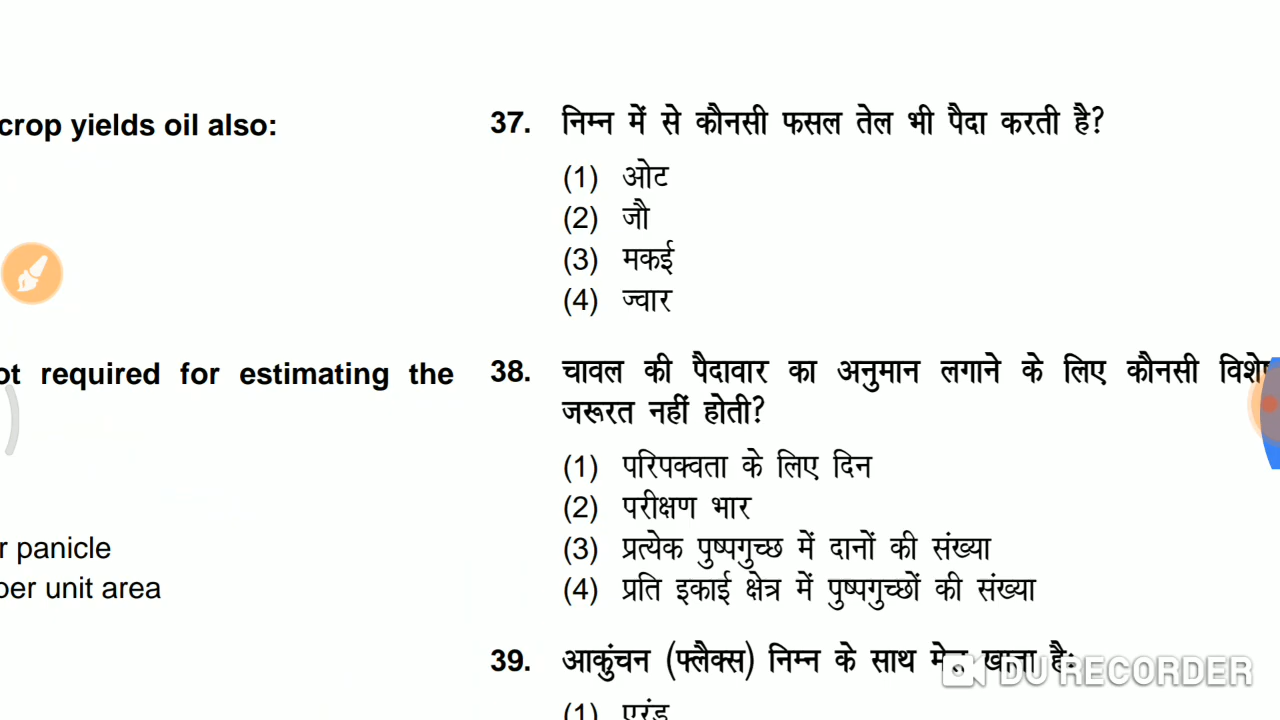 crop yields oil also:
ot required for estimating the
r panicle
per unit area
37. निम्न में से कौनसी फसल तेल भी पैदा करती है?
(1) ओट
(2) जौ
(3) मकई
(4) ज्वार
38. चावल की पैदावार का अनुमान लगाने के लिए कौनसी
जरूरत नहीं होती?
(1) परिपक्वता के लिए दिन
(2) परीक्षण भार
(3) प्रत्येक पुष्पगुच्छ में दानों की संख्या
(4) प्रति इकाई क्षेत्र में पुष्पगुच्छों की संख्या
39. आकुंचन (फ्लैक्स) निम्न के साथ मेल खाता है:
(1) एरंड
DU RECORDER